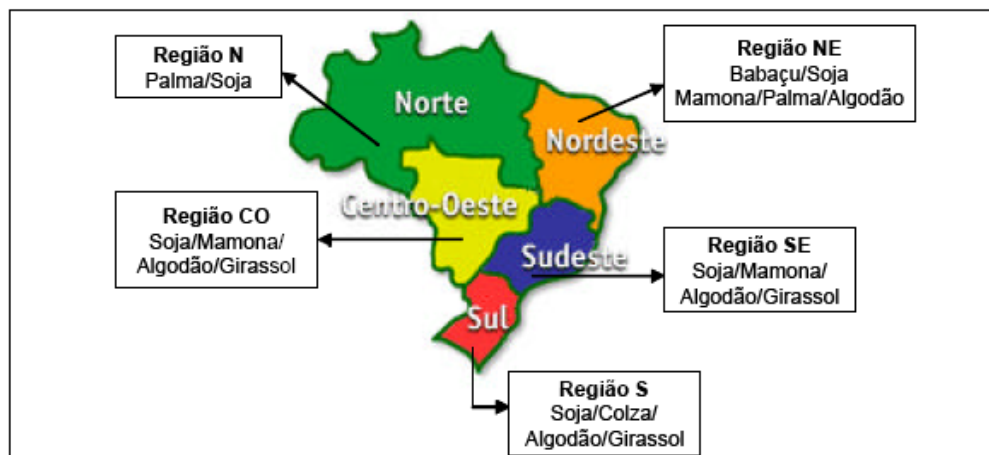 Região N
Palma/Soja
Região NE
Babaçu/Soja
Mamona/Palma/Algodão
Norte
Nordeste
Região CO
Soja/Mamona/
Algodão/Girassol
Centro-Oeste
Sudeste
Região SE
Soja/Mamona/
Algodão/Girassol
Sul
Região S
Soja/Colza/
Algodão/Girassol